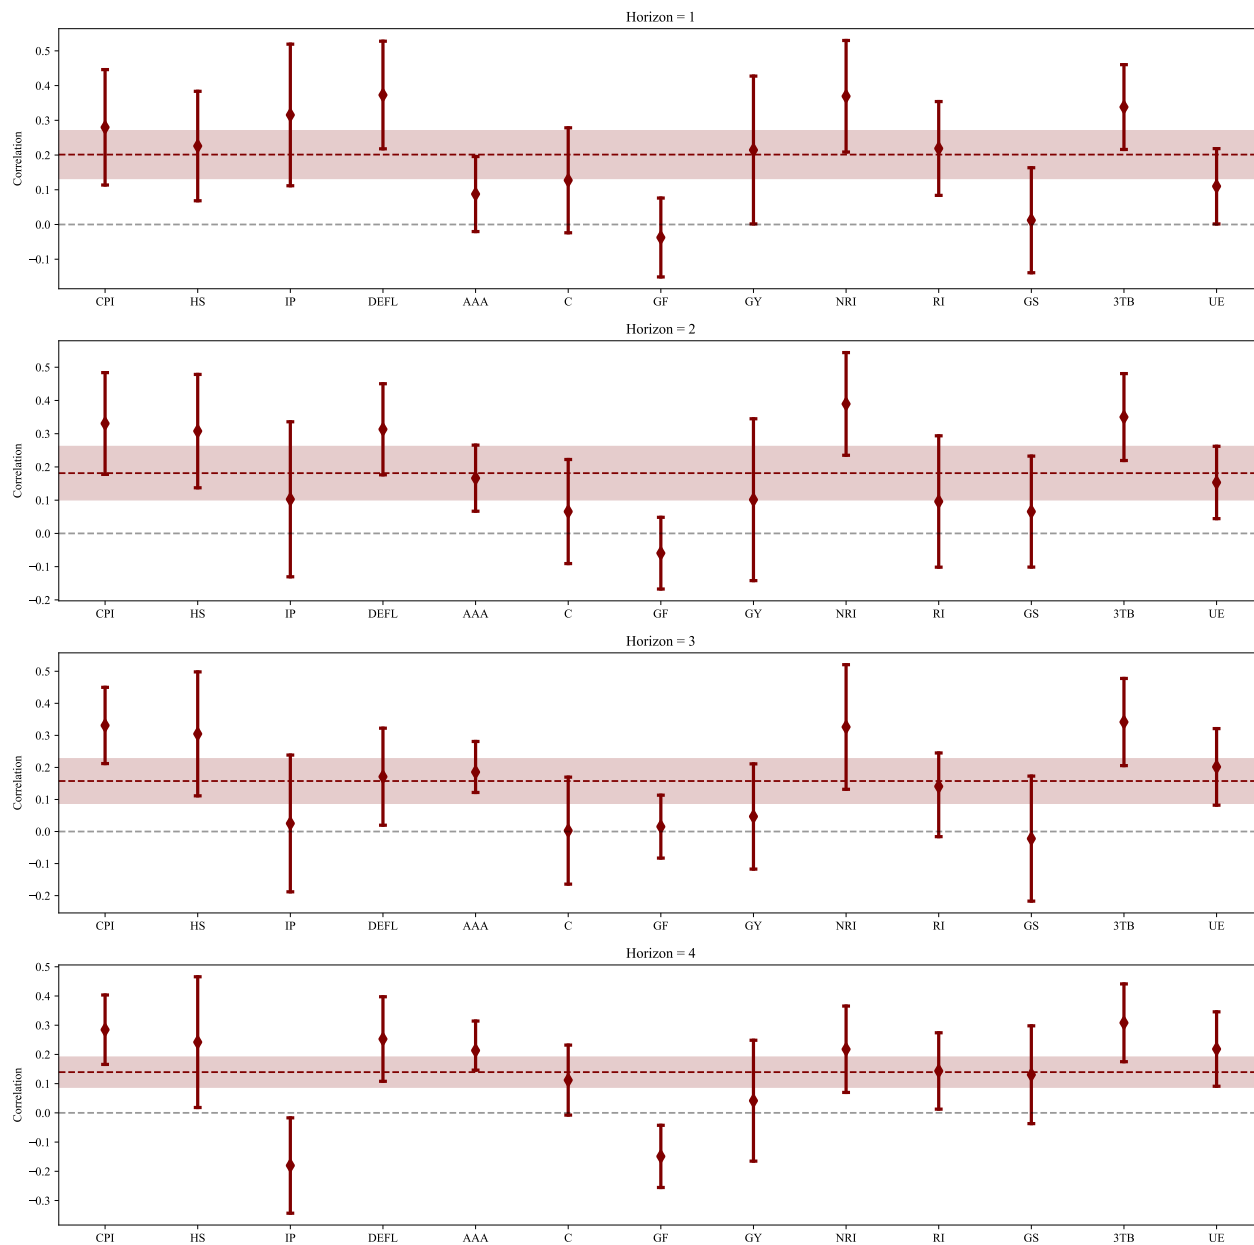 Horizon = 1
Correlation
0.5
0.4
0.3
0.2
0.1
0.0
−0.1
CPI HS IP DEFL AAA C GF GY NRI RI GS 3TB UE
Horizon = 2
Correlation
0.5
0.4
0.3
0.2
0.1
0.0
−0.1
−0.2
CPI HS IP DEFL AAA C GF GY NRI RI GS 3TB UE
Horizon = 3
Correlation
0.5
0.4
0.3
0.2
0.1
0.0
−0.1
−0.2
CPI HS IP DEFL AAA C GF GY NRI RI GS 3TB UE
Horizon = 4
Correlation
0.5
0.4
0.3
0.2
0.1
0.0
−0.1
−0.2
−0.3
CPI HS IP DEFL AAA C GF GY NRI RI GS 3TB UE